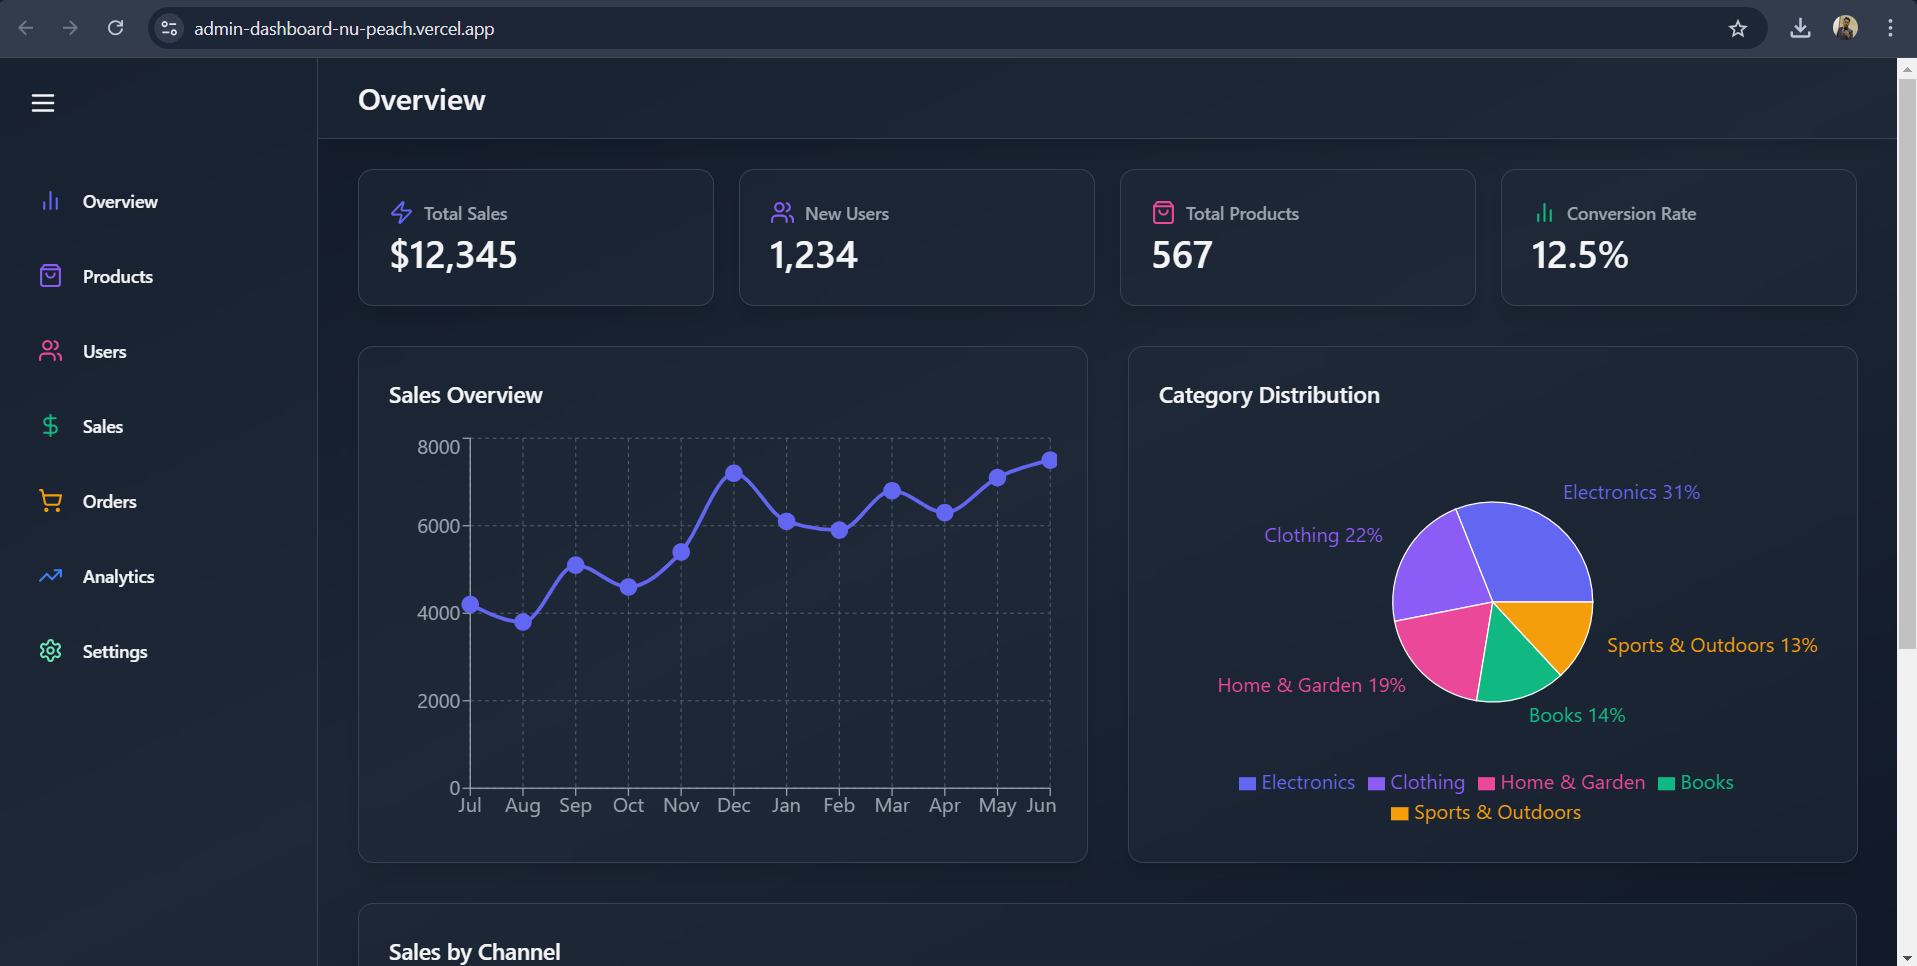 admin-dashboard-nu-peach.vercel.app
Overview
Overview
Products
Users
Sales
Orders
Analytics
Settings
Total Sales
$12,345
New Users
1,234
Total Products
567
Conversion Rate
12.5%
Sales Overview
8000
6000
4000
2000
0
Jul Aug Sep Oct Nov Dec Jan Feb Mar Apr May Jun
Category Distribution
Electronics 31%
Clothing 22%
Sports & Outdoors 13%
Home & Garden 19%
Books 14%
Electronics Clothing Home & Garden Books
Sports & Outdoors
Sales by Channel